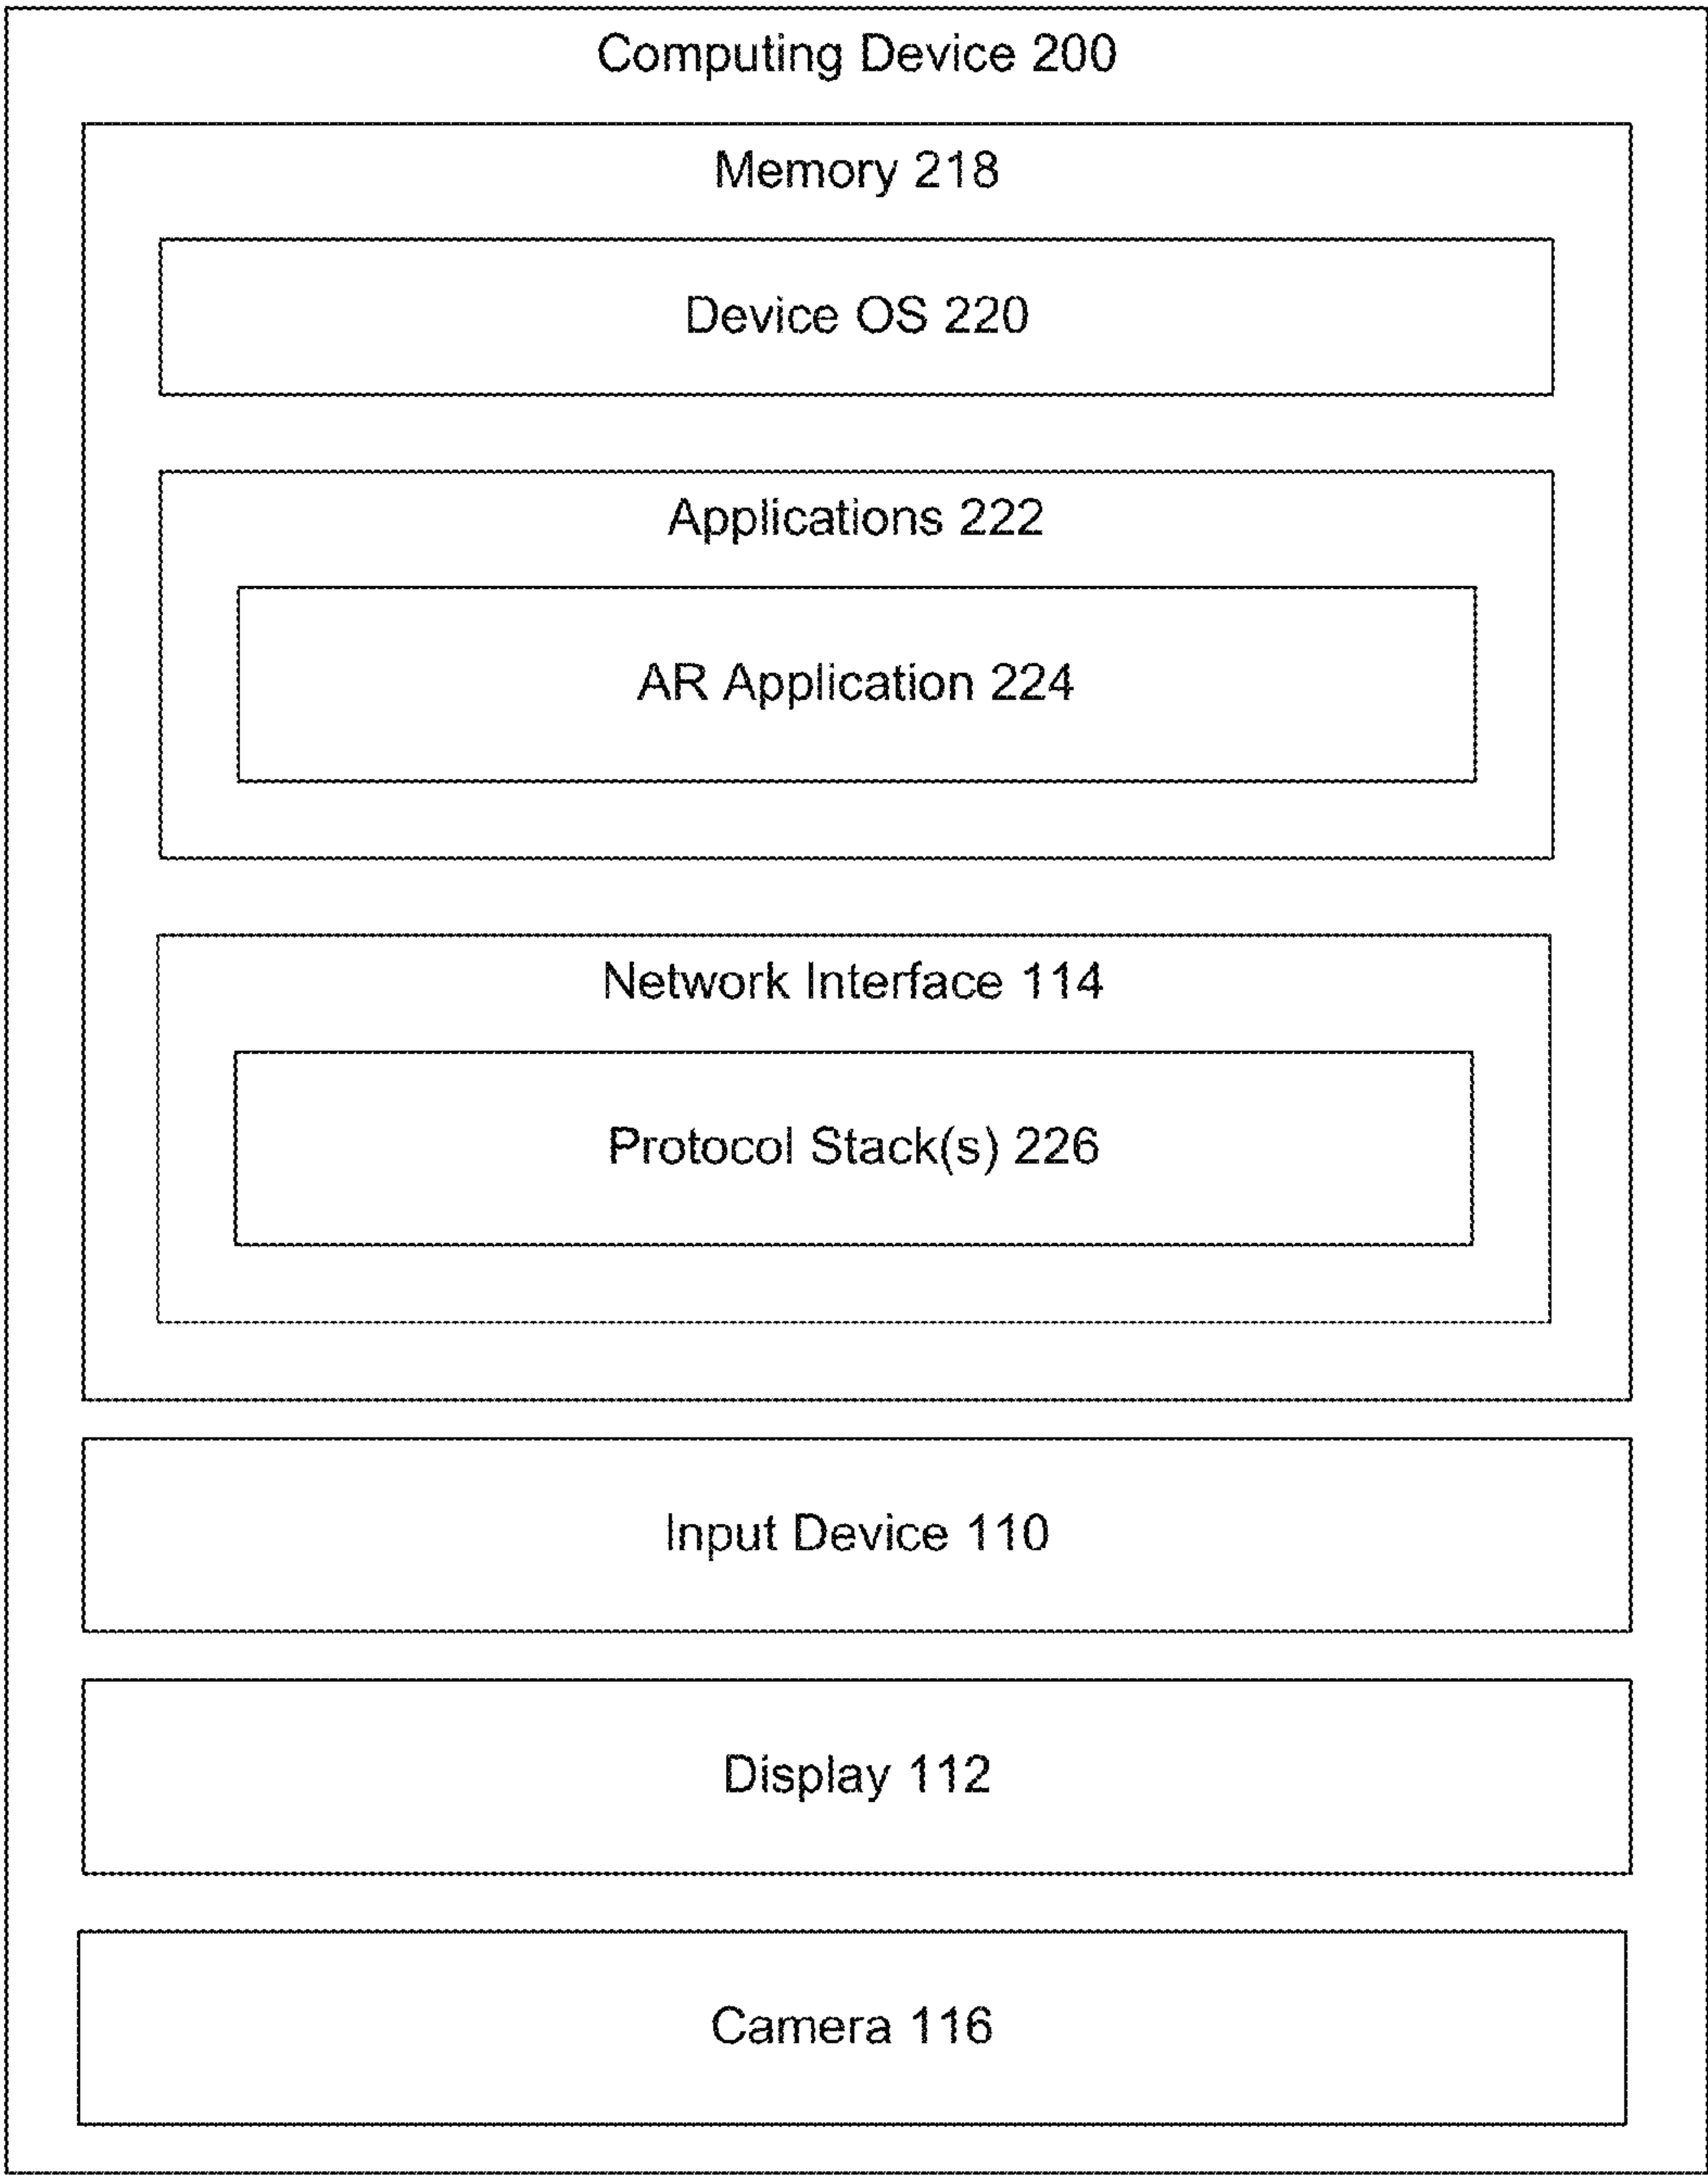 Computing Device 200
Memory 218
Device OS 220
Applications 222
AR Application 224
Network Interface 114
Protocol Stack(s) 226
Input Device 110
Display 112
Camera 116